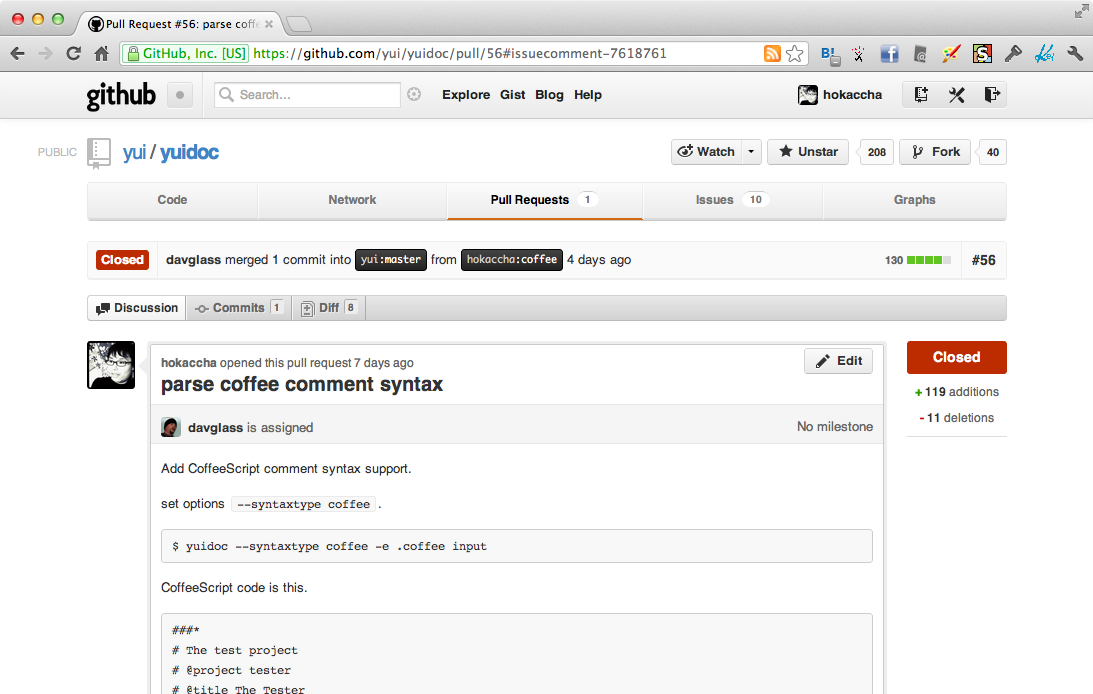 Pull Request #56: parse coffe
GitHub, Inc. [US] https://github.com/yui/yuidoc/pull/56#issuecomment-7618761
B!
github Search... Explore Gist Blog Help hokaccha
PUBLIC yui / yuidoc Watch Unstar 208 Fork 40
Code Network Pull Requests 1 Issues 10 Graphs
Closed davglass merged 1 commit into yui:master from hokaccha:coffee 4 days ago 130 #56
Discussion Commits 1 Diff 8
hokaccha opened this pull request 7 days ago Edit Closed
parse coffee comment syntax
+ 119 additions
davglass is assigned No milestone - 11 deletions
Add CoffeeScript comment syntax support.
set options --syntaxtype coffee .
$ yuidoc --syntaxtype coffee -e .coffee input
CoffeeScript code is this.
###*
# The test project
# @project tester
# @title The Tester